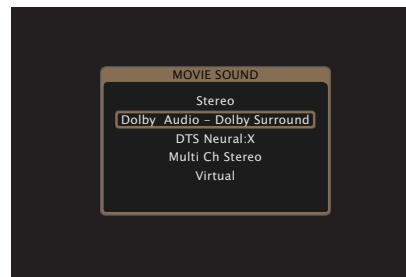 MOVIE SOUND
Stereo
Dolby Audio – Dolby Surround
DTS Neural:X
Multi Ch Stereo
Virtual